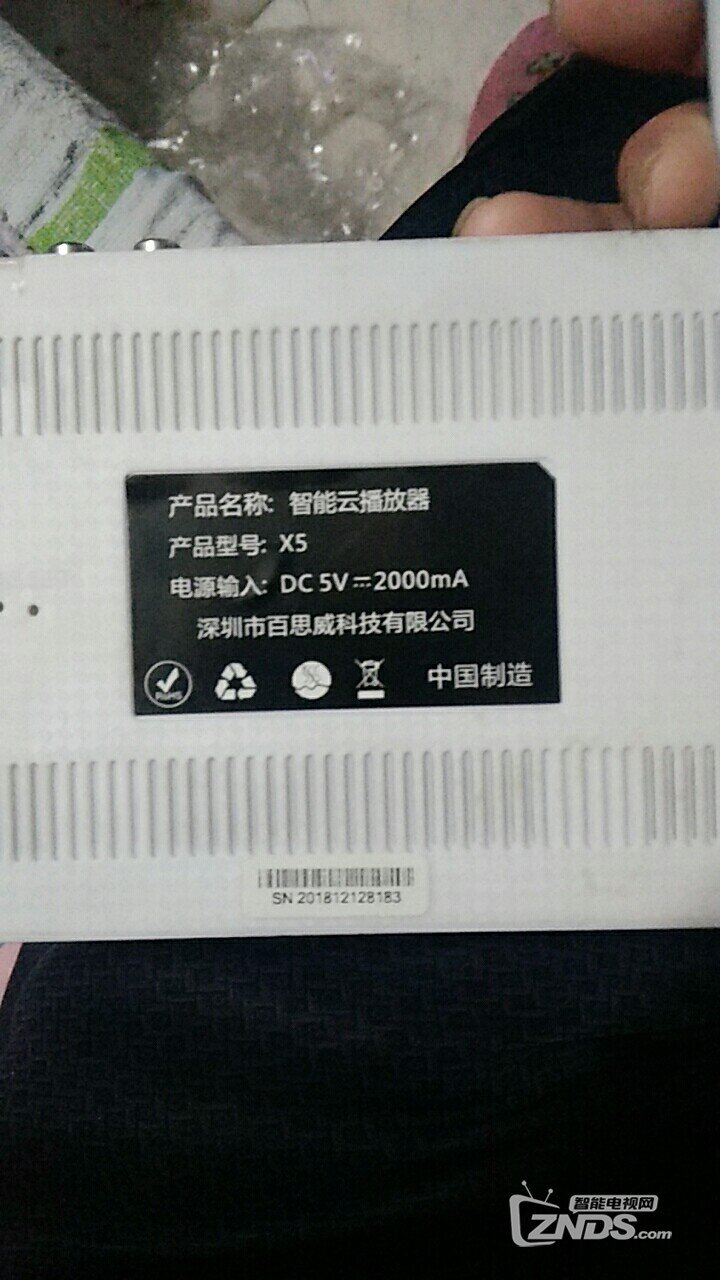 产品名称: 智能云播放器
产品型号: X5
电源输入: DC 5V⎓2000mA
深圳市百思威科技有限公司
RoHS
中国制造
SN 201812128183
智能电视网
ZNDS.com